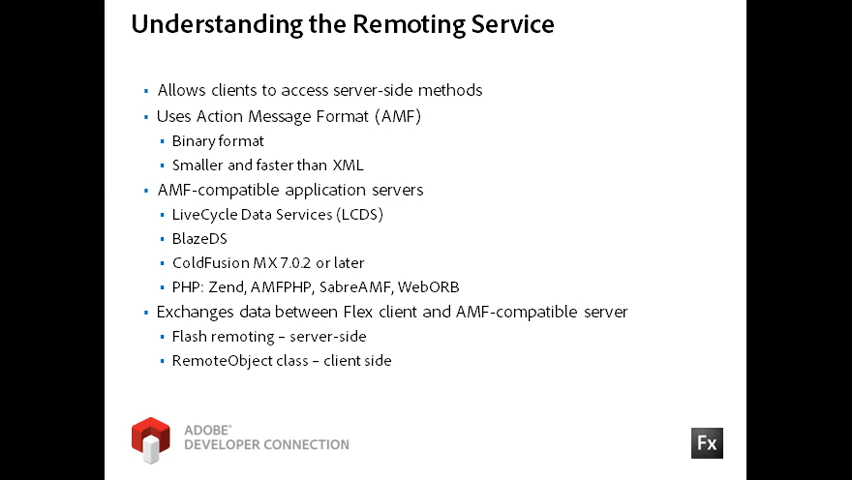 Understanding the Remoting Service
▪ Allows clients to access server-side methods
▪ Uses Action Message Format (AMF)
▪ Binary format
▪ Smaller and faster than XML
▪ AMF-compatible application servers
▪ LiveCycle Data Services (LCDS)
▪ BlazeDS
▪ ColdFusion MX 7.0.2 or later
▪ PHP: Zend, AMFPHP, SabreAMF, WebORB
▪ Exchanges data between Flex client and AMF-compatible server
▪ Flash remoting – server-side
▪ RemoteObject class – client side
ADOBE®
DEVELOPER CONNECTION
Fx